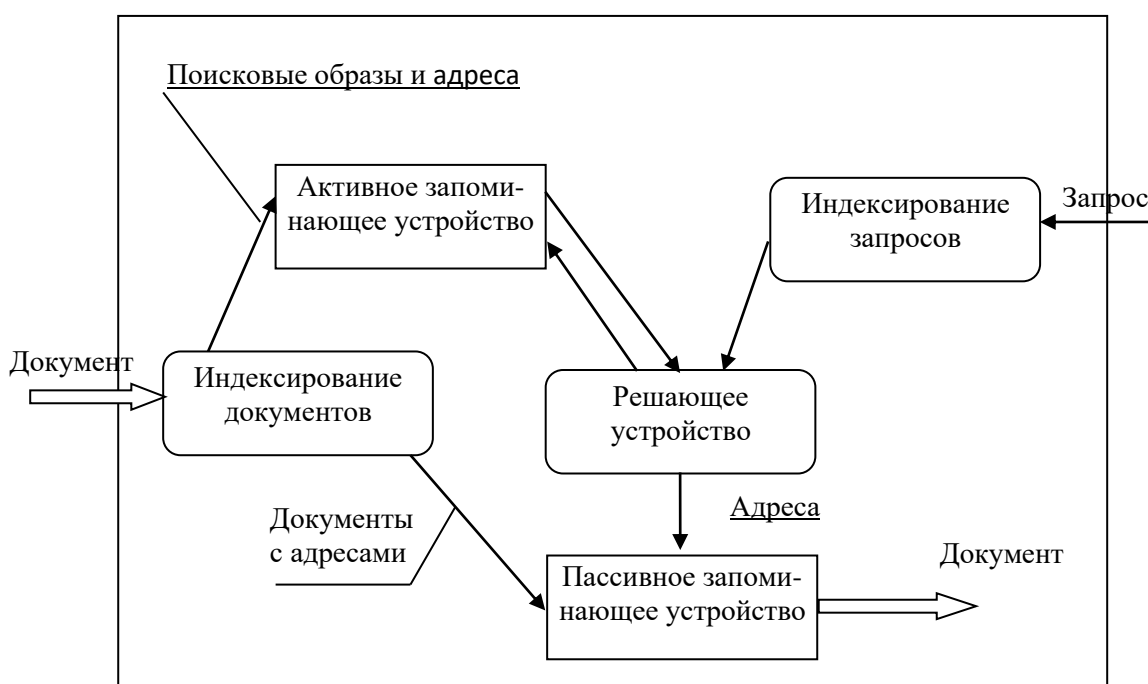 Поисковые образы и адреса
Активное запоми-
нающее устройство
Индексирование
запросов
Запрос
Документ
Индексирование
документов
Решающее
устройство
Адреса
Документы
с адресами
Пассивное запоми-
нающее устройство
Документ